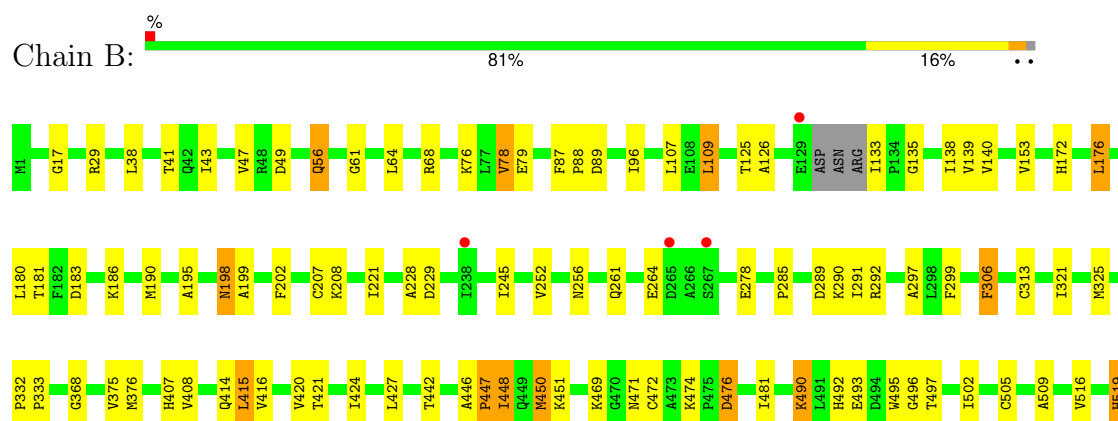 %
Chain B:
81% 16% • •
M1 G17 R29 L38 T41 Q42 I43 V47 R48 D49 Q56 G61 L64 R68 K76 L77 V78 E79 F87 P88 D89 I96 L107 E108 L109 T125 A126 E129 ASP ASN ARG I133 P134 G135 I138 V139 V140 V153 H172 L176
L180 T181 F182 D183 K186 M190 A195 N198 A199 F202 C207 K208 I221 A228 D229 I238 I245 V252 N256 Q261 E264 D265 A266 S267 E278 P285 D289 K290 I291 R292 A297 L298 F299 F306 C313 I321 M325
P332 P333 G368 V375 M376 H407 V408 Q414 L415 V416 V420 T421 I424 L427 T442 A446 P447 I448 Q449 M450 K451 K469 G470 N471 C472 A473 K474 P475 D476 I481 K490 L491 H492 E493 D494 W495 G496 T497 I502 C505 A509 V516